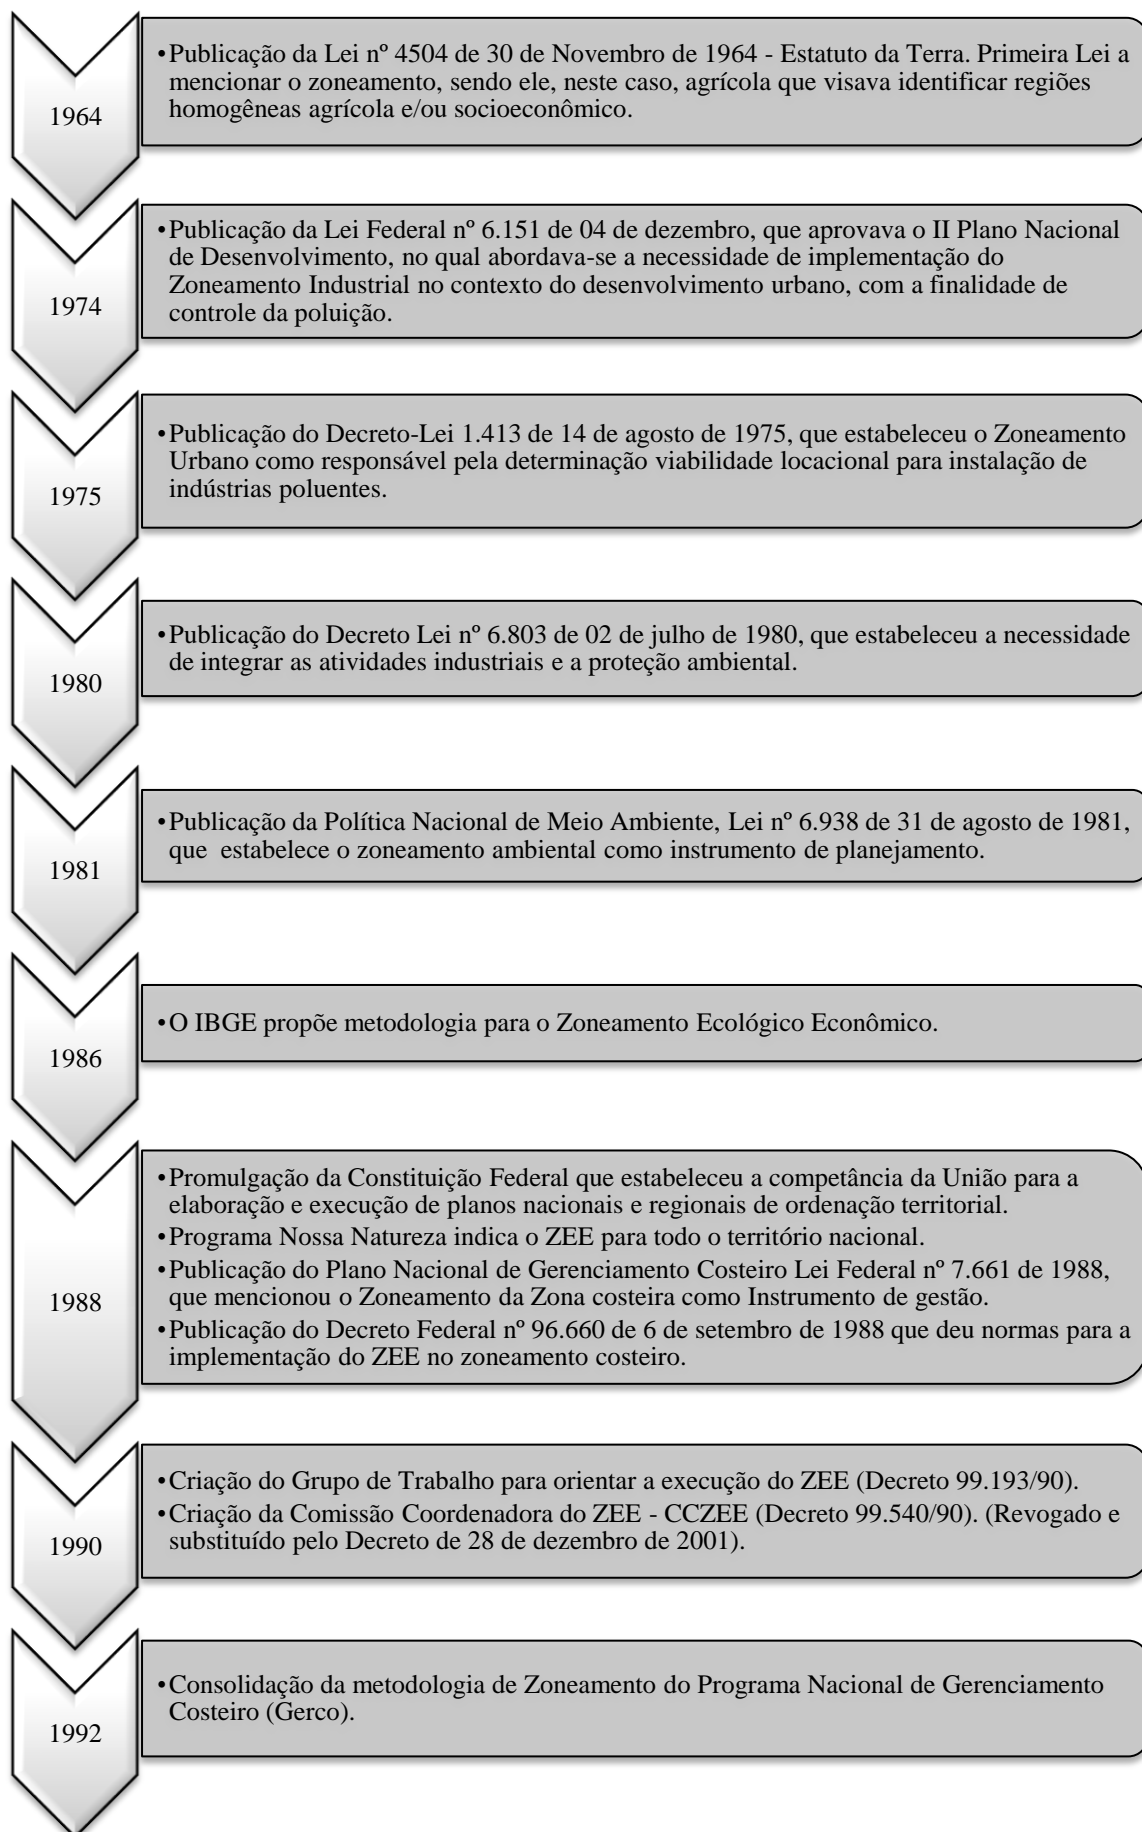 1964
•Publicação da Lei nº 4504 de 30 de Novembro de 1964 - Estatuto da Terra. Primeira Lei a
mencionar o zoneamento, sendo ele, neste caso, agrícola que visava identificar regiões
homogêneas agrícola e/ou socioeconômico.
1974
•Publicação da Lei Federal nº 6.151 de 04 de dezembro, que aprovava o II Plano Nacional
de Desenvolvimento, no qual abordava-se a necessidade de implementação do
Zoneamento Industrial no contexto do desenvolvimento urbano, com a finalidade de
controle da poluição.
1975
•Publicação do Decreto-Lei 1.413 de 14 de agosto de 1975, que estabeleceu o Zoneamento
Urbano como responsável pela determinação viabilidade locacional para instalação de
indústrias poluentes.
1980
•Publicação do Decreto Lei nº 6.803 de 02 de julho de 1980, que estabeleceu a necessidade
de integrar as atividades industriais e a proteção ambiental.
1981
•Publicação da Política Nacional de Meio Ambiente, Lei nº 6.938 de 31 de agosto de 1981,
que estabelece o zoneamento ambiental como instrumento de planejamento.
1986
•O IBGE propõe metodologia para o Zoneamento Ecológico Econômico.
1988
•Promulgação da Constituição Federal que estabeleceu a competância da União para a
elaboração e execução de planos nacionais e regionais de ordenação territorial.
•Programa Nossa Natureza indica o ZEE para todo o território nacional.
•Publicação do Plano Nacional de Gerenciamento Costeiro Lei Federal nº 7.661 de 1988,
que mencionou o Zoneamento da Zona costeira como Instrumento de gestão.
•Publicação do Decreto Federal nº 96.660 de 6 de setembro de 1988 que deu normas para a
implementação do ZEE no zoneamento costeiro.
1990
•Criação do Grupo de Trabalho para orientar a execução do ZEE (Decreto 99.193/90).
•Criação da Comissão Coordenadora do ZEE - CCZEE (Decreto 99.540/90). (Revogado e
substituído pelo Decreto de 28 de dezembro de 2001).
1992
•Consolidação da metodologia de Zoneamento do Programa Nacional de Gerenciamento
Costeiro (Gerco).